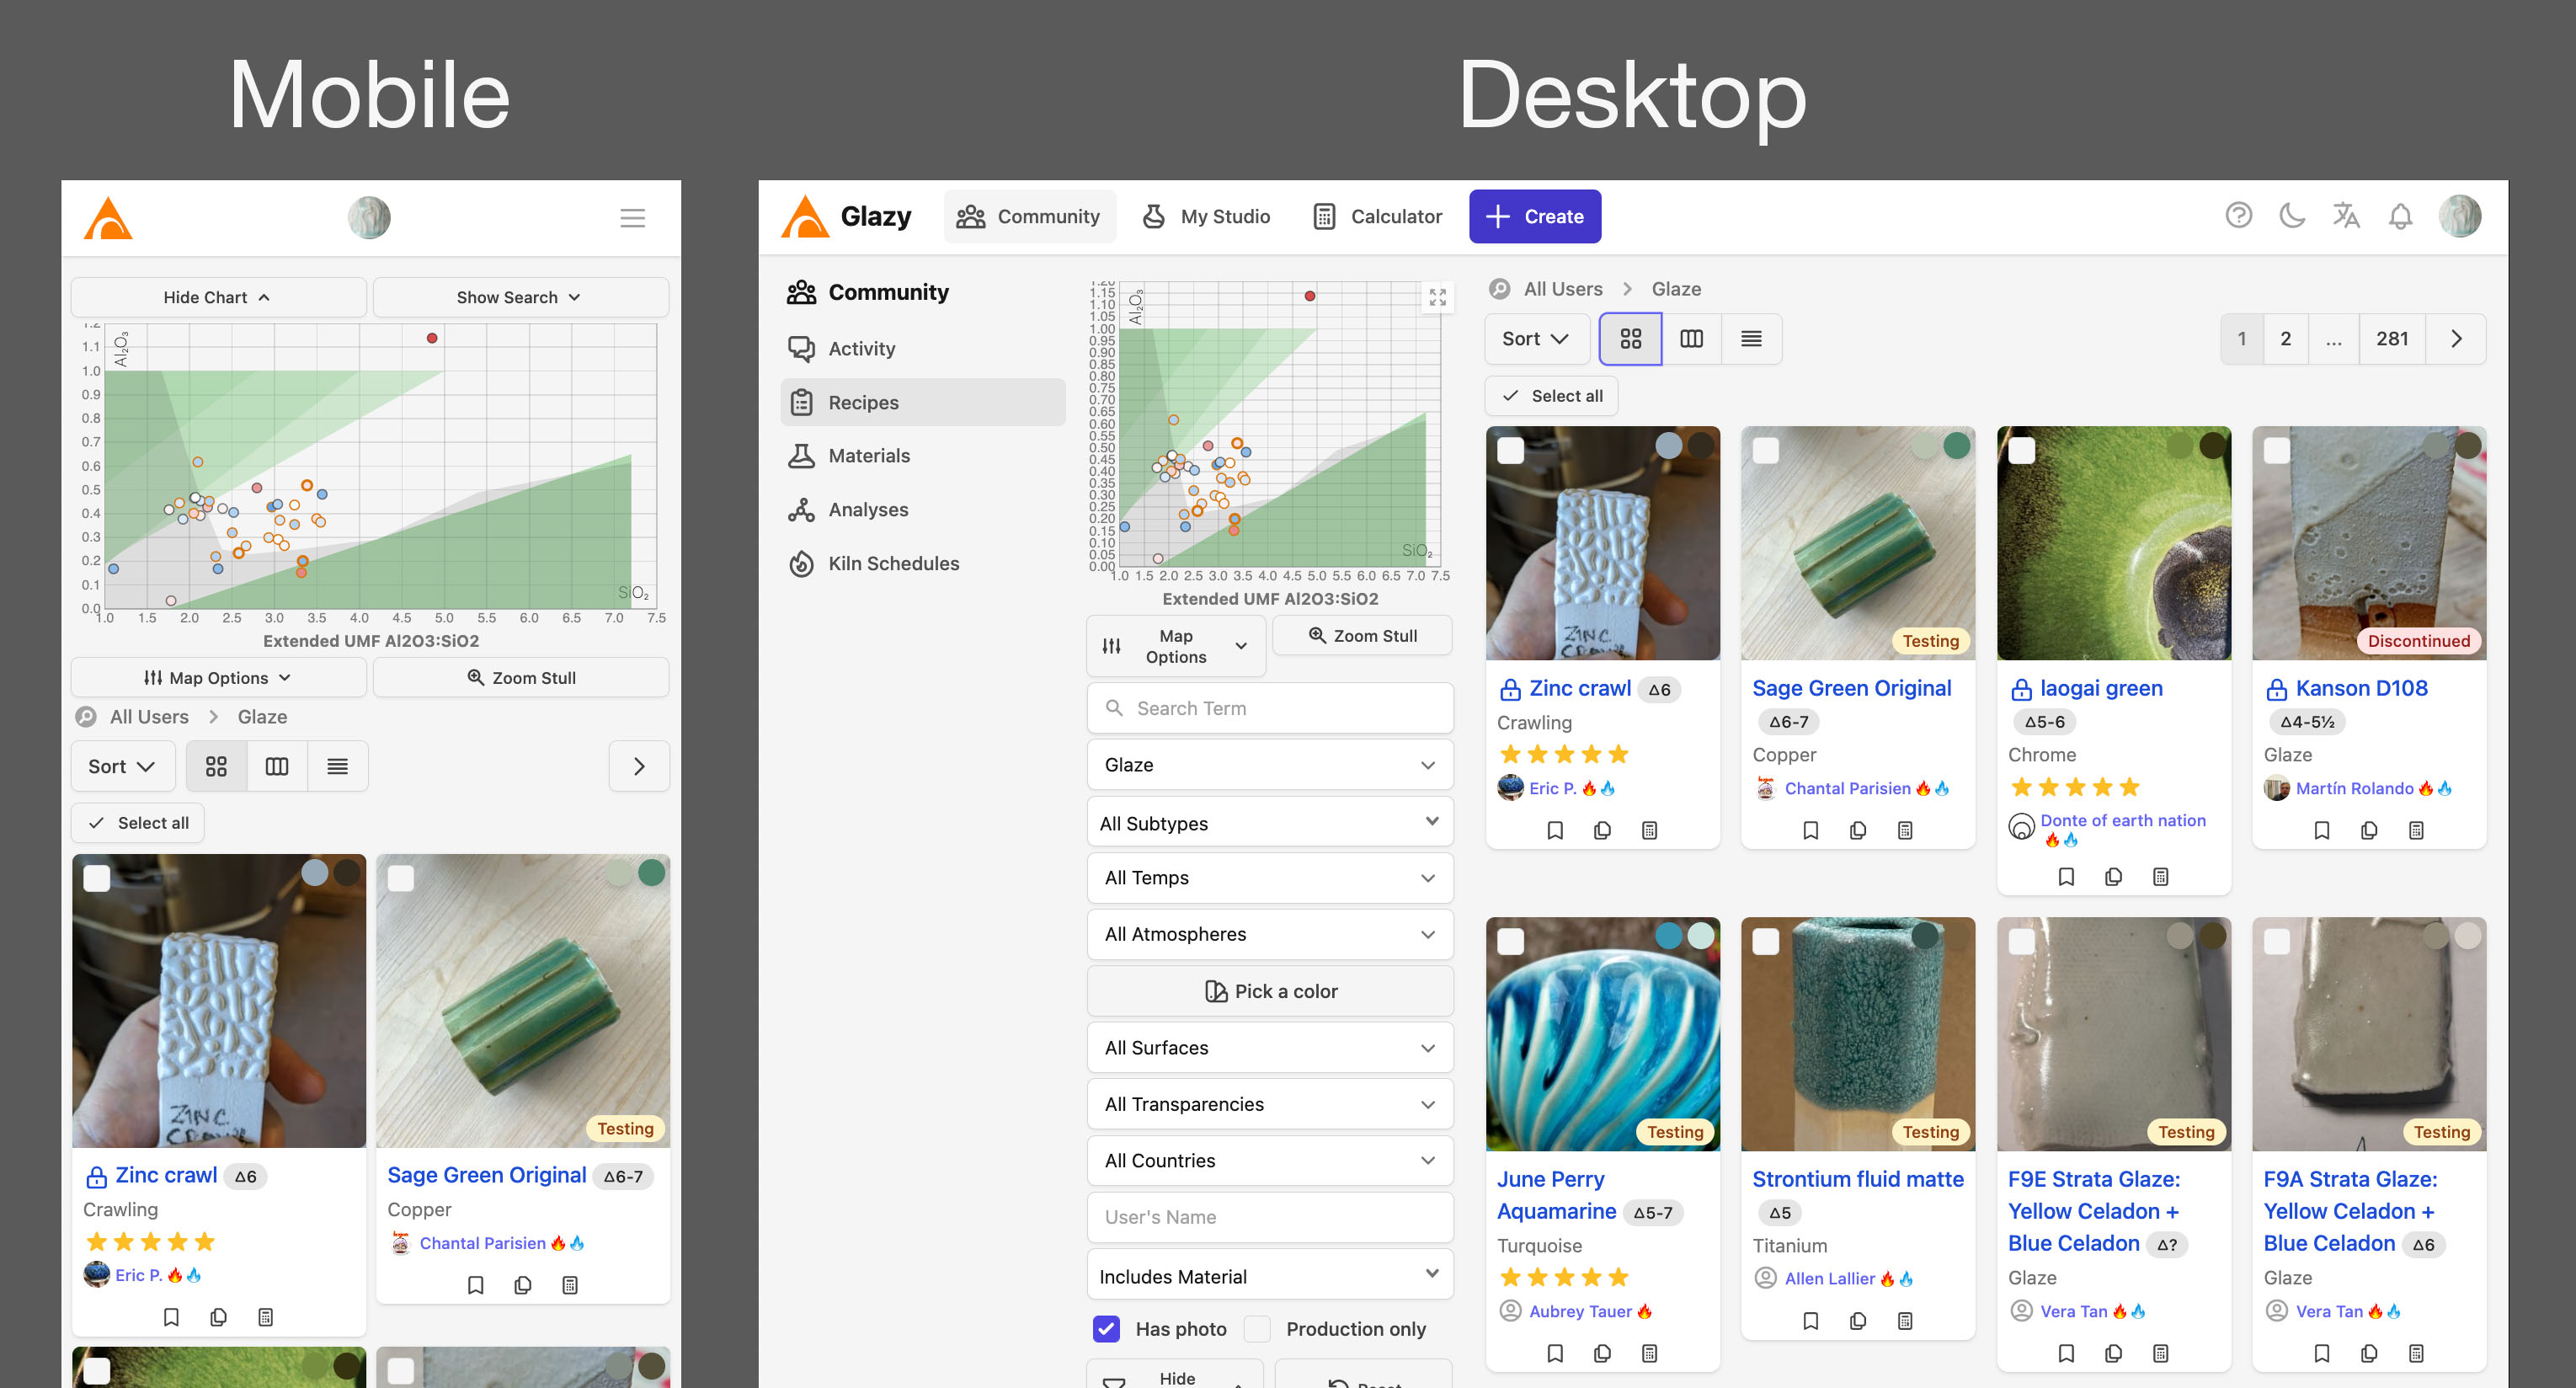 Mobile
Desktop
Hide Chart
Show Search
Al₂O₃
1.2
1.1
1.0
0.9
0.8
0.7
0.6
0.5
0.4
0.3
0.2
0.1
0.0
SiO₂
1.0 1.5 2.0 2.5 3.0 3.5 4.0 4.5 5.0 5.5 6.0 6.5 7.0 7.5
Extended UMF Al2O3:SiO2
Map Options
Zoom Stull
All Users > Glaze
Sort
Select all
ZINC
Testing
Zinc crawl Δ6
Crawling
Eric P.
Sage Green Original Δ6-7
Copper
Chantal Parisien
Glazy
Community
My Studio
Calculator
Create
Community
Activity
Recipes
Materials
Analyses
Kiln Schedules
Al₂O₃
1.20
1.15
1.10
1.05
1.00
0.95
0.90
0.85
0.80
0.75
0.70
0.65
0.60
0.55
0.50
0.45
0.40
0.35
0.30
0.25
0.20
0.15
0.10
0.05
0.00
SiO₂
1.0 1.5 2.0 2.5 3.0 3.5 4.0 4.5 5.0 5.5 6.0 6.5 7.0 7.5
Extended UMF Al2O3:SiO2
Map
Options
Zoom Stull
Search Term
Glaze
All Subtypes
All Temps
All Atmospheres
Pick a color
All Surfaces
All Transparencies
All Countries
User's Name
Includes Material
Has photo
Production only
Hide
Reset
All Users > Glaze
Sort
1 2 ... 281
Select all
ZINC
Zinc crawl Δ6
Crawling
Eric P.
Testing
Sage Green Original
Δ6-7
Copper
Chantal Parisien
laogai green
Δ5-6
Chrome
Donte of earth nation
Discontinued
Kanson D108
Δ4-5½
Glaze
Martín Rolando
Testing
June Perry
Aquamarine Δ5-7
Turquoise
Aubrey Tauer
Testing
Strontium fluid matte
Δ5
Titanium
Allen Lallier
Testing
F9E Strata Glaze:
Yellow Celadon +
Blue Celadon Δ?
Glaze
Vera Tan
Testing
F9A Strata Glaze:
Yellow Celadon +
Blue Celadon Δ6
Glaze
Vera Tan